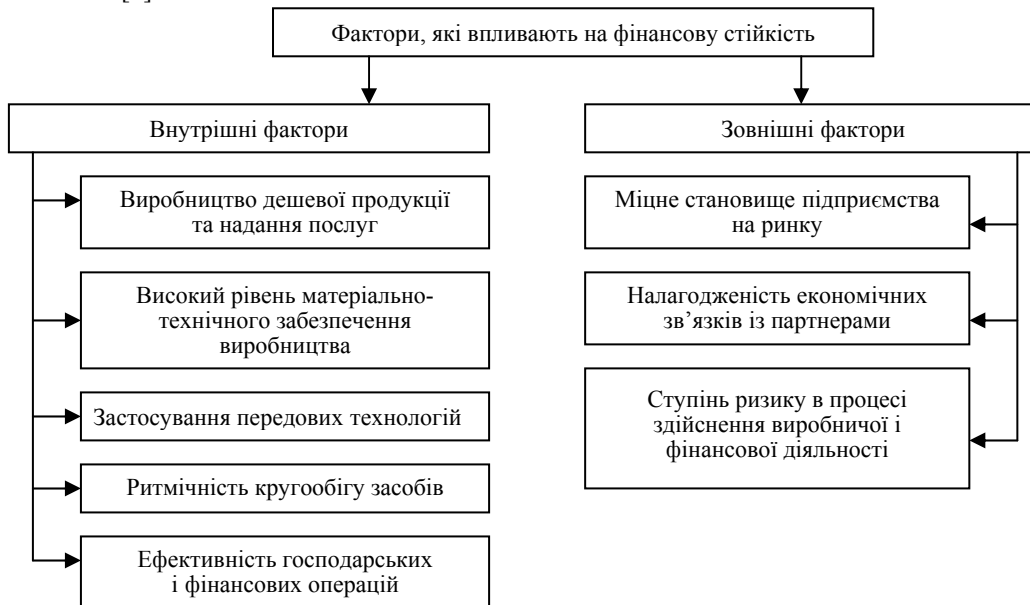 Фактори, які впливають на фінансову стійкість
Внутрішні фактори
Виробництво дешевої продукції
та надання послуг
Високий рівень матеріально-
технічного забезпечення
виробництва
Застосування передових технологій
Ритмічність кругообігу засобів
Ефективність господарських
і фінансових операцій
Зовнішні фактори
Міцне становище підприємства
на ринку
Налагодженість економічних
зв’язків із партнерами
Ступінь ризику в процесі
здійснення виробничої і
фінансової діяльності